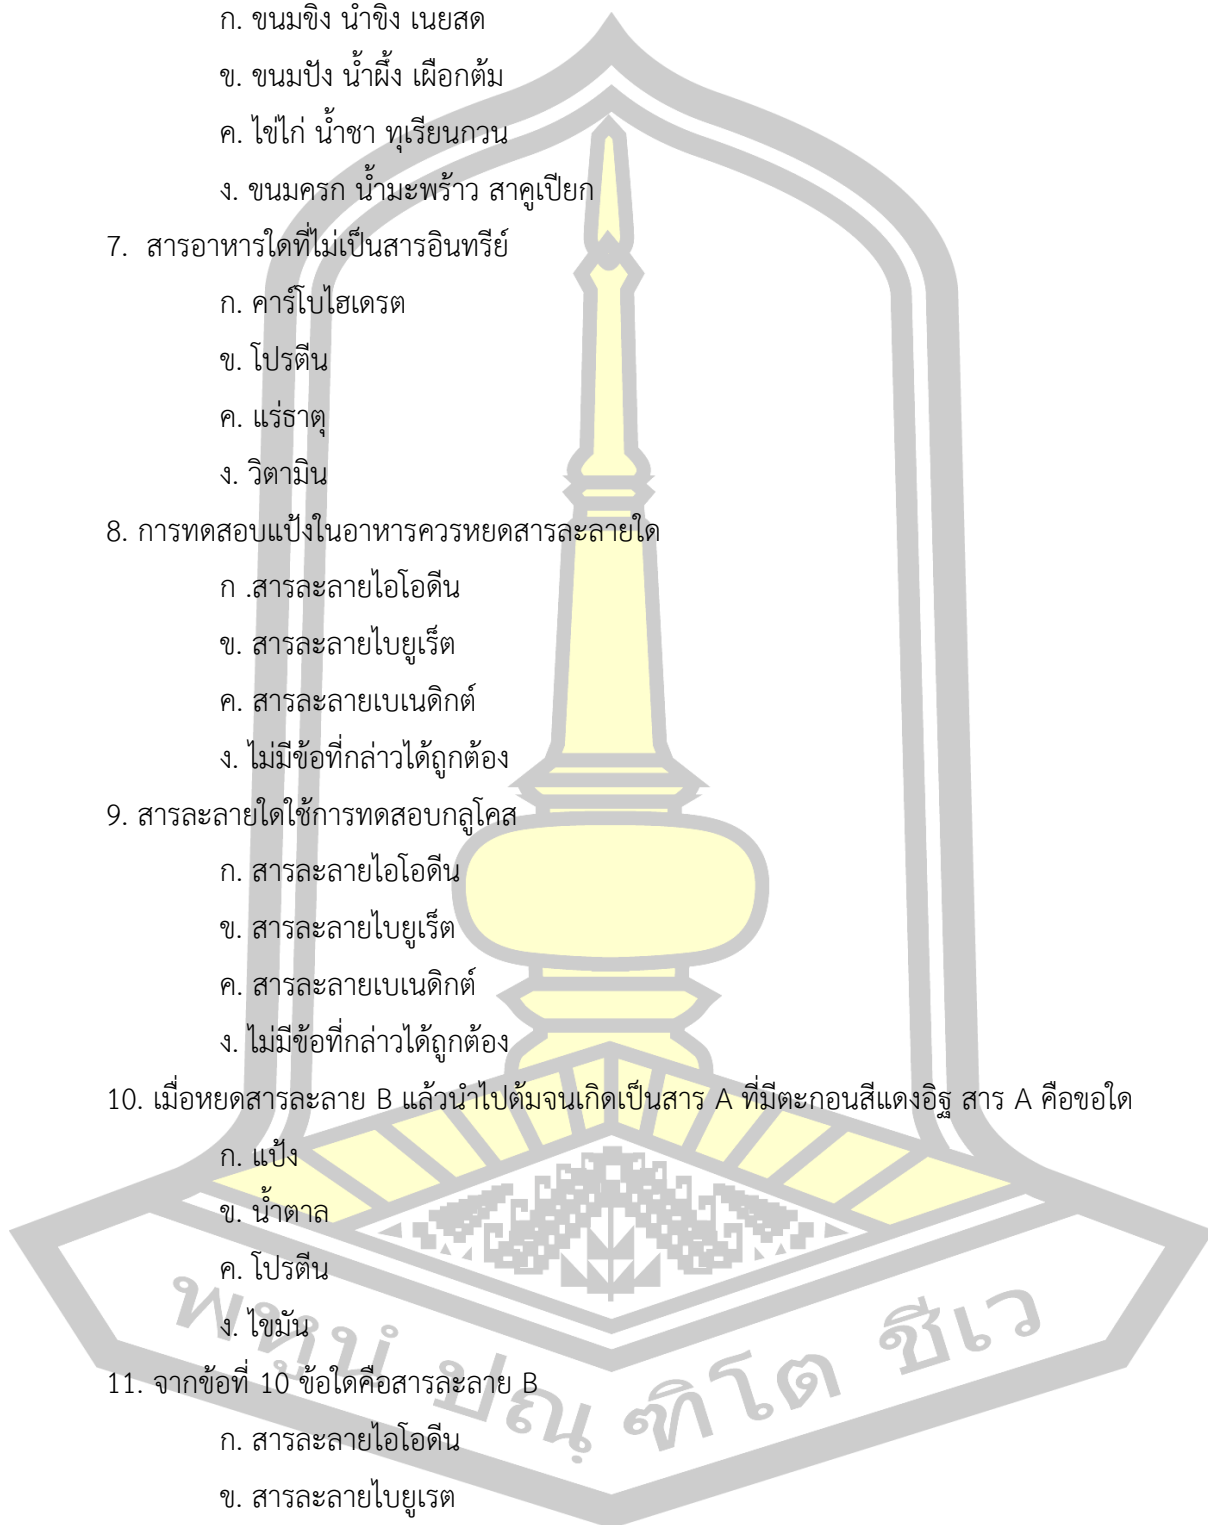 ก. ขนมขิง น้ำขิง เนยสด
ข. ขนมปัง น้ำผึ้ง เผือกต้ม
ค. ไข่ไก่ น้ำชา ทุเรียนกวน
ง. ขนมครก น้ำมะพร้าว สาคูเปียก
7. สารอาหารใดที่ไม่เป็นสารอินทรีย์
ก. คาร์โบไฮเดรต
ข. โปรตีน
ค. แร่ธาตุ
ง. วิตามิน
8. การทดสอบแป้งในอาหารควรหยดสารละลายใด
ก .สารละลายไอโอดีน
ข. สารละลายไบยูเร็ต
ค. สารละลายเบเนดิกต์
ง. ไม่มีข้อที่กล่าวได้ถูกต้อง
9. สารละลายใดใช้การทดสอบกลูโคส
ก. สารละลายไอโอดีน
ข. สารละลายไบยูเร็ต
ค. สารละลายเบเนดิกต์
ง. ไม่มีข้อที่กล่าวได้ถูกต้อง
10. เมื่อหยดสารละลาย B แล้วนำไปต้มจนเกิดเป็นสาร A ที่มีตะกอนสีแดงอิฐ สาร A คือขอใด
ก. แป้ง
ข. น้ำตาล
ค. โปรตีน
ง. ไขมัน
11. จากข้อที่ 10 ข้อใดคือสารละลาย B
ก. สารละลายไอโอดีน
ข. สารละลายไบยูเรต
พหุนํ ปณฺฑิโต ชีเว